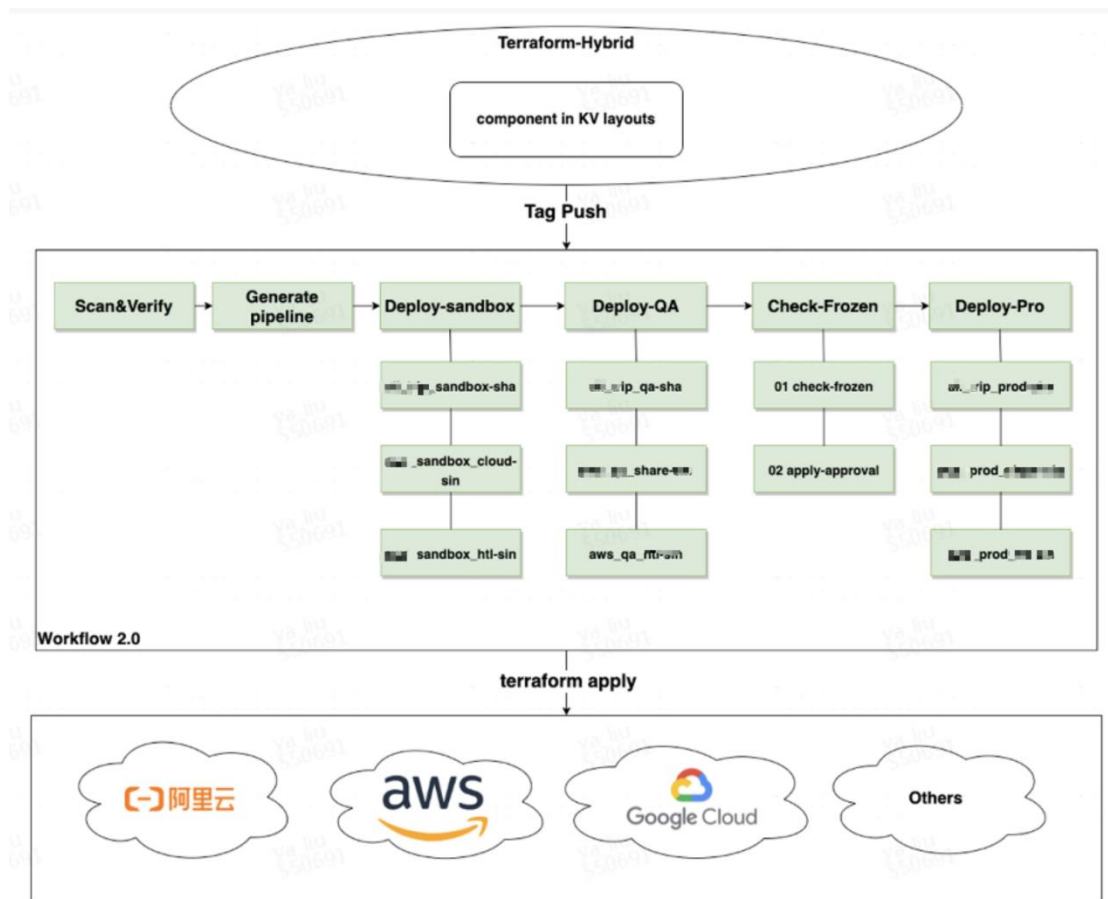 Terraform-Hybrid
component in KV layouts
Tag Push
Scan&Verify
Generate
pipeline
Deploy-sandbox
Deploy-QA
Check-Frozen
Deploy-Pro
_sandbox-sha
_qa-sha
01 check-frozen
_prod
_sandbox_cloud-
sin
_share-
02 apply-approval
prod_
sandbox_htl-sin
aws_qa_
_prod_
Workflow 2.0
terraform apply
阿里云
aws
Google Cloud
Others